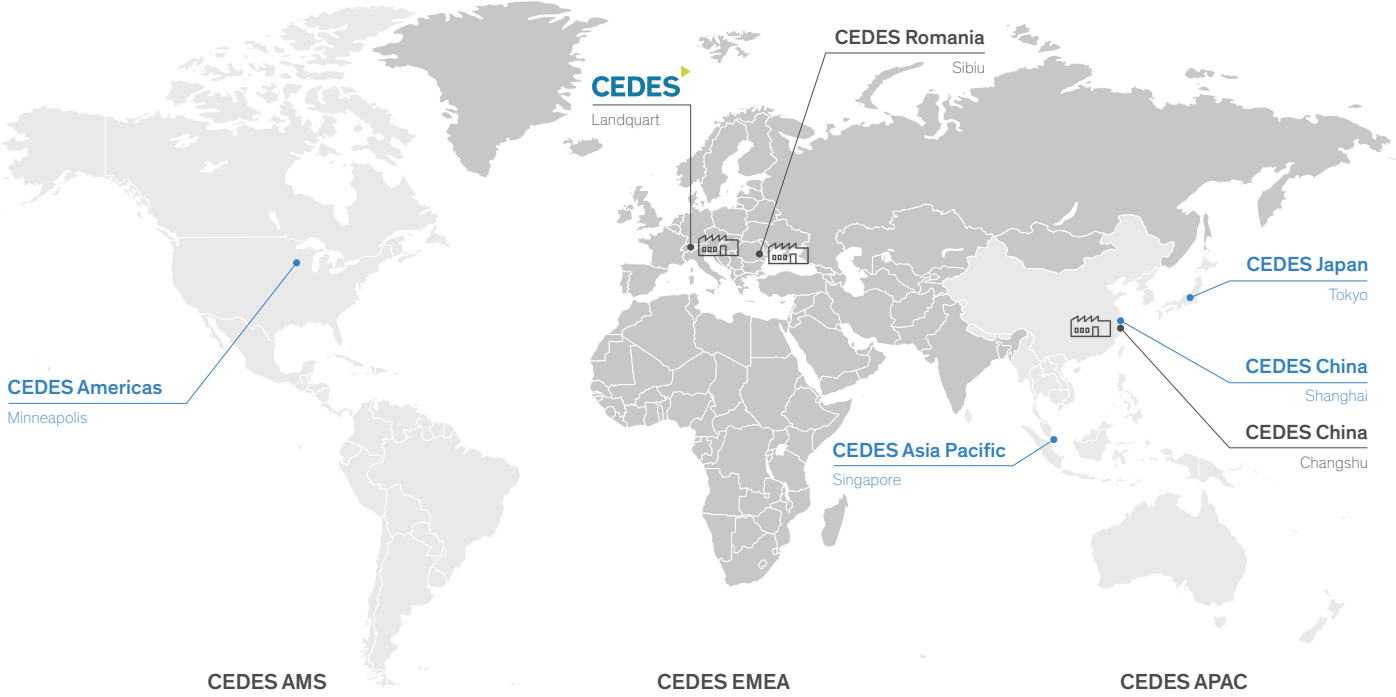 CEDES Romania
Sibiu
CEDES
Landquart
CEDES Japan
Tokyo
CEDES China
Shanghai
CEDES Americas
Minneapolis
CEDES China
Changshu
CEDES Asia Pacific
Singapore
CEDES AMS
CEDES EMEA
CEDES APAC